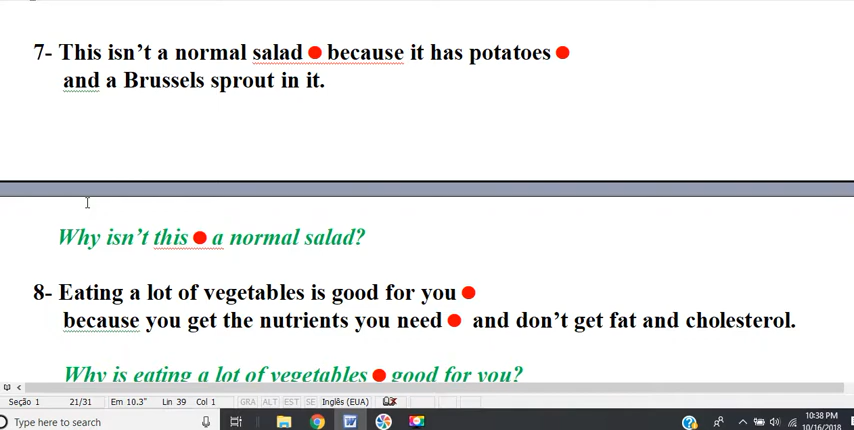 7- This isn't a normal salad ● because it has potatoes ●
and a Brussels sprout in it.
Why isn't this ● a normal salad?
8- Eating a lot of vegetables is good for you ●
because you get the nutrients you need ● and don't get fat and cholesterol.
Why is eating a lot of vegetables ● good for you?
Seção 1 21/31 Em 10.3" Lin 39 Col 1 GRA ALT EST SE Inglês (EUA)
Type here to search 10:38 PM
10/16/2018